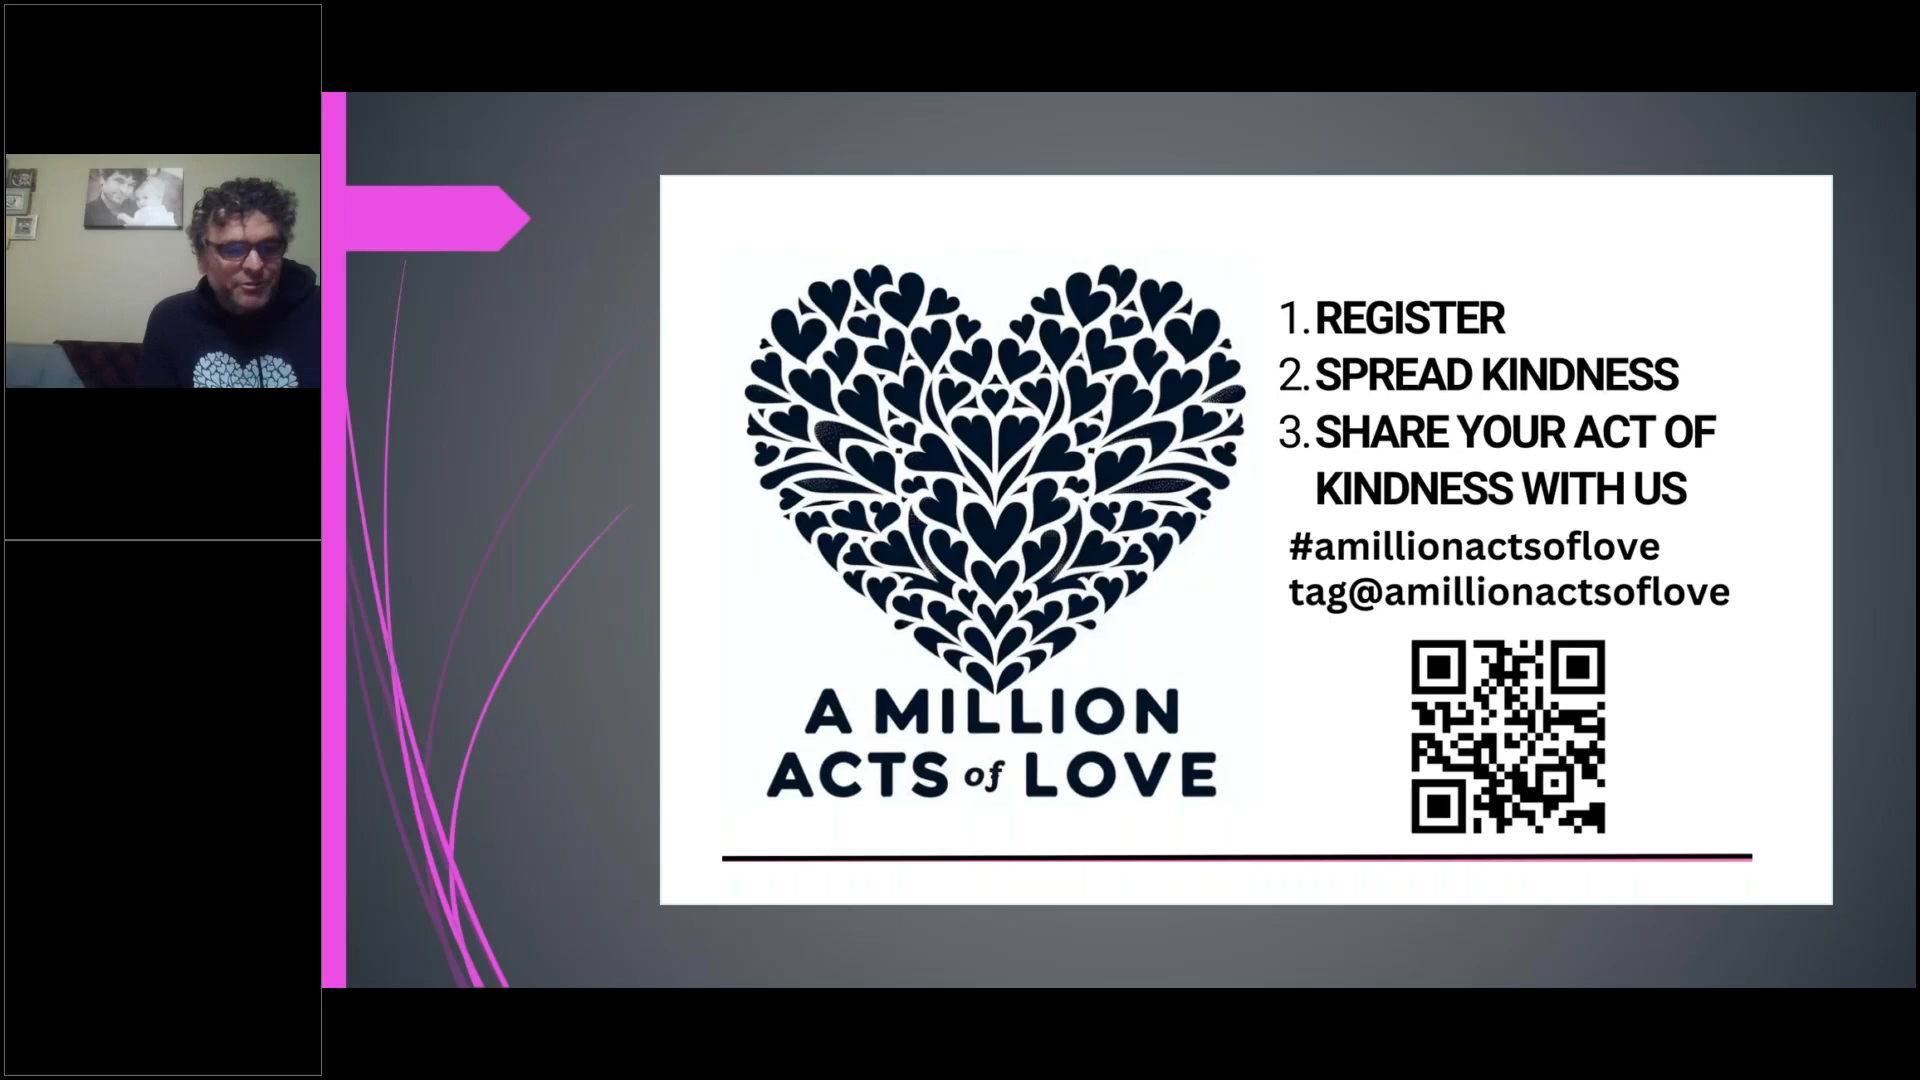 A MILLION
ACTS of LOVE
1. REGISTER
2. SPREAD KINDNESS
3. SHARE YOUR ACT OF
KINDNESS WITH US
#amillionactsoflove
tag@amillionactsoflove